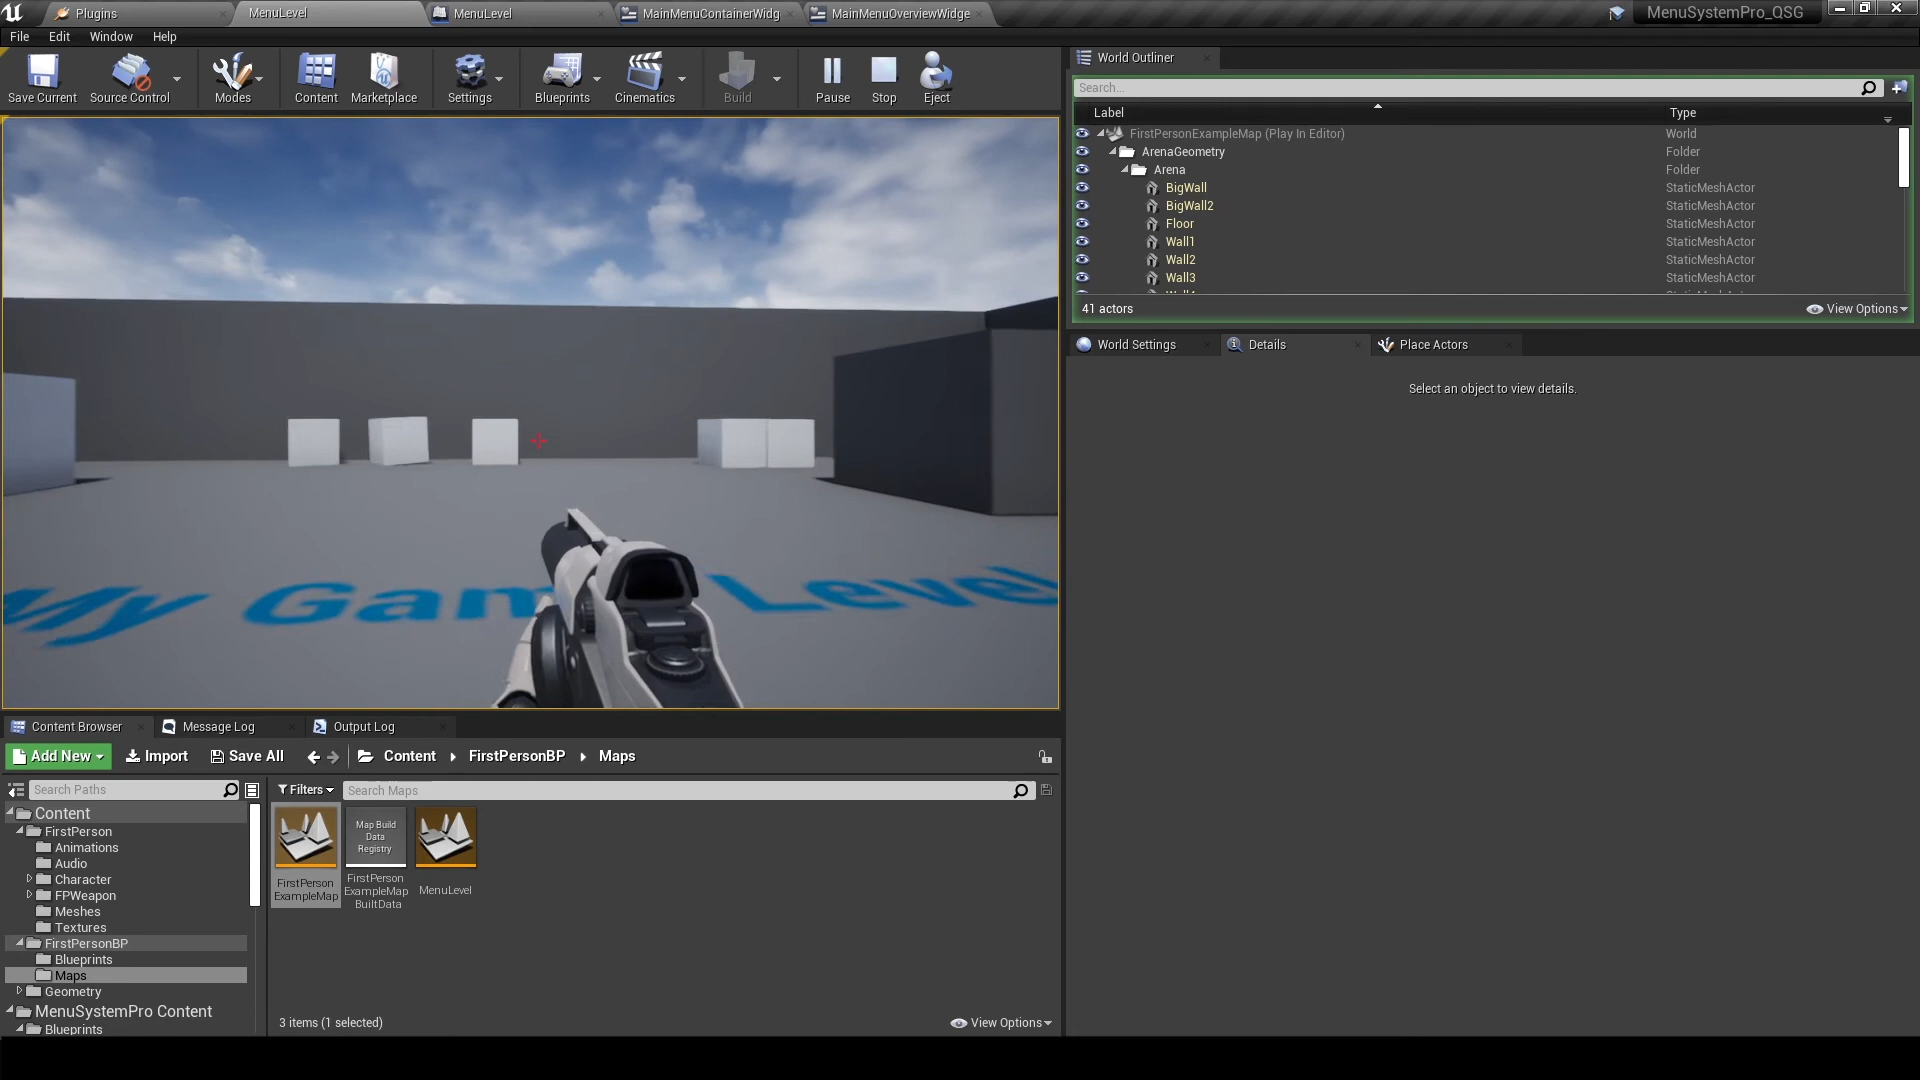 Plugins
MenuLevel
MenuLevel
MainMenuContainerWidg
MainMenuOverviewWidge
MenuSystemPro_QSG
File Edit Window Help
Save Current
Source Control
Modes
Content
Marketplace
Settings
Blueprints
Cinematics
Build
Pause
Stop
Eject
My Gam Level
World Outliner
Search...
Label Type
FirstPersonExampleMap (Play In Editor) World
ArenaGeometry Folder
Arena Folder
BigWall StaticMeshActor
BigWall2 StaticMeshActor
Floor StaticMeshActor
Wall1 StaticMeshActor
Wall2 StaticMeshActor
Wall3 StaticMeshActor
41 actors
View Options
World Settings
Details
Place Actors
Select an object to view details.
Content Browser
Message Log
Output Log
Add New
Import
Save All
Content
FirstPersonBP
Maps
Search Paths
Filters
Search Maps
Content
FirstPerson
Animations
Audio
Character
FPWeapon
Meshes
Textures
FirstPersonBP
Blueprints
Maps
Geometry
MenuSystemPro Content
Blueprints
Map Build
Data
Registry
FirstPerson
ExampleMap
FirstPerson
ExampleMap
BuiltData
MenuLevel
3 items (1 selected)
View Options